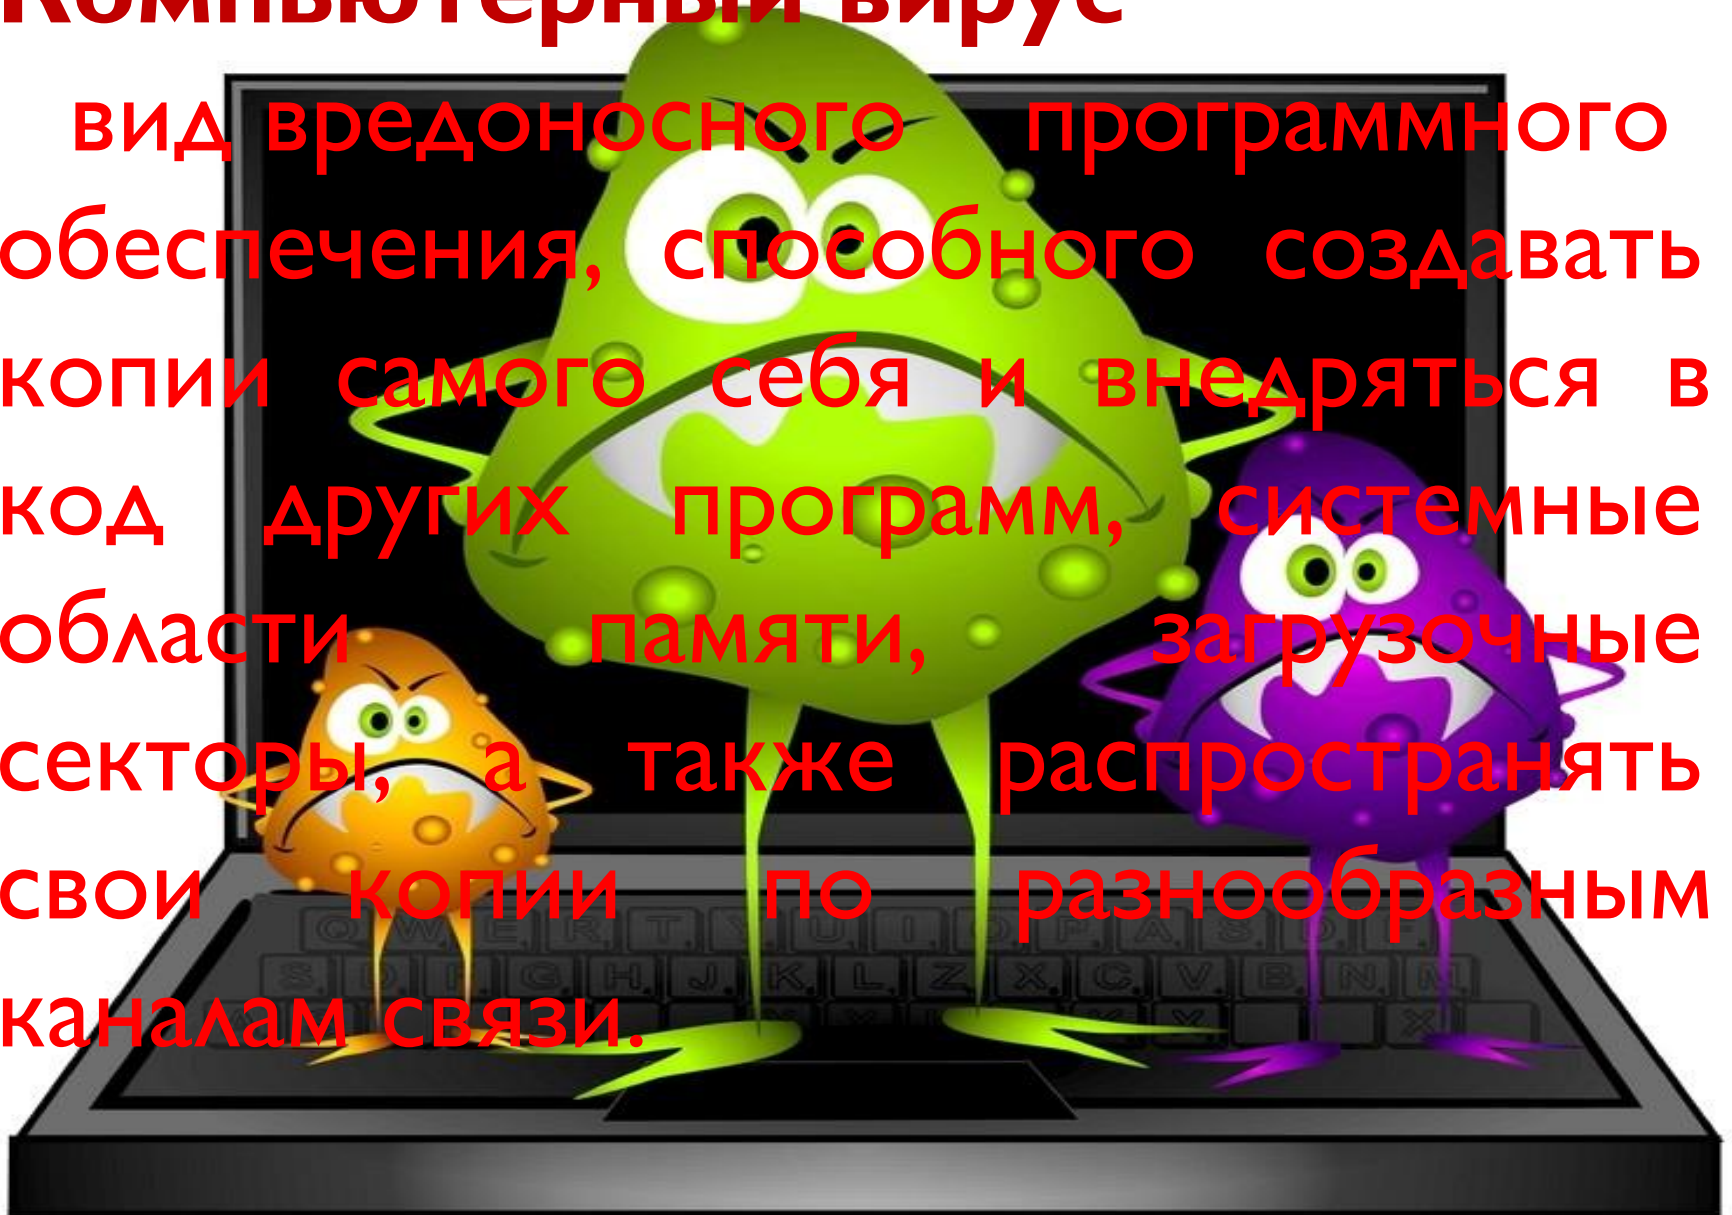 Компьютерный вирус
вид вредоносного программного
обеспечения, способного создавать
копии самого себя и внедряться в
код других программ, системные
области памяти, загрузочные
секторы, а также распространять
свои копии по разнообразным
каналам связи.